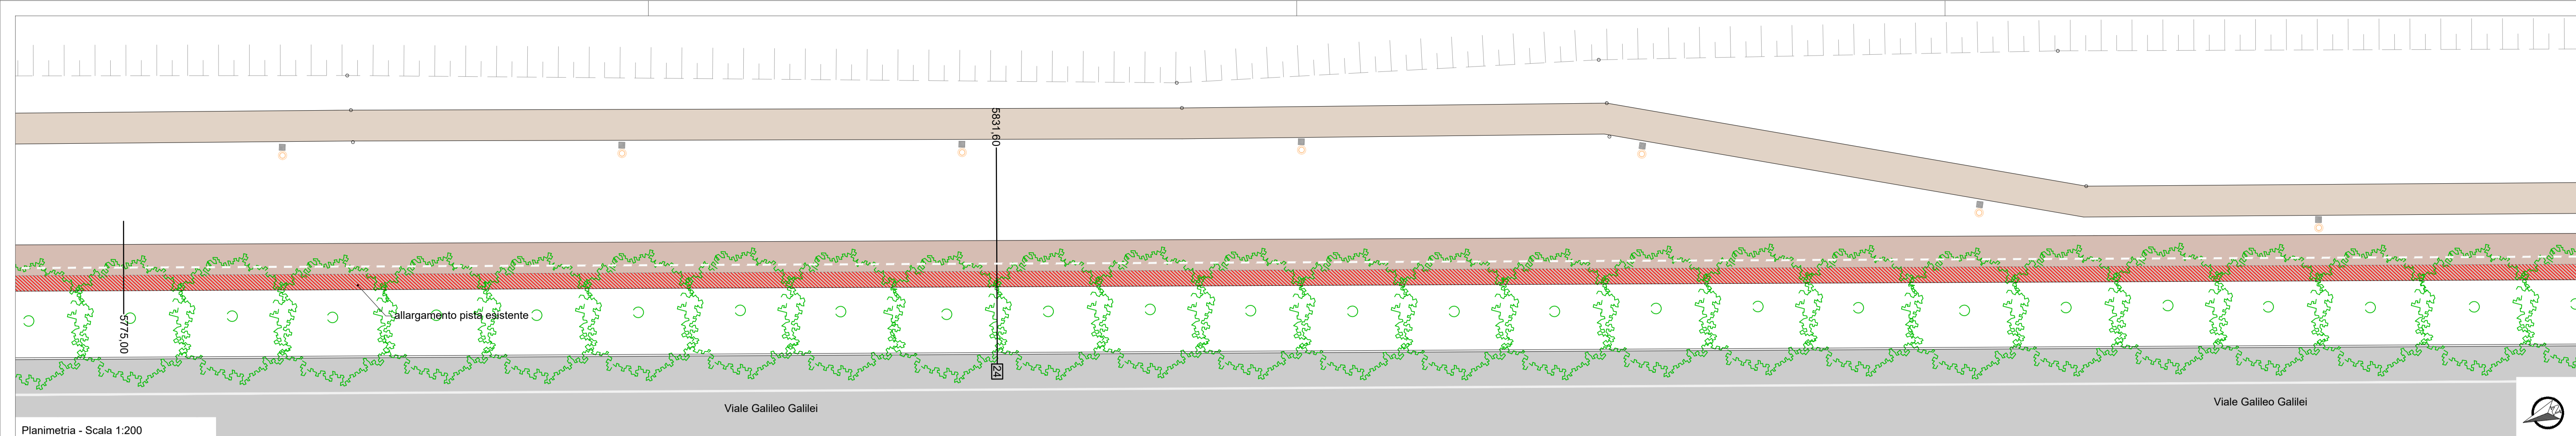 5831,60
5775,00
allargamento pista esistente
24
Viale Galileo Galilei
Viale Galileo Galilei
Planimetria - Scala 1:200